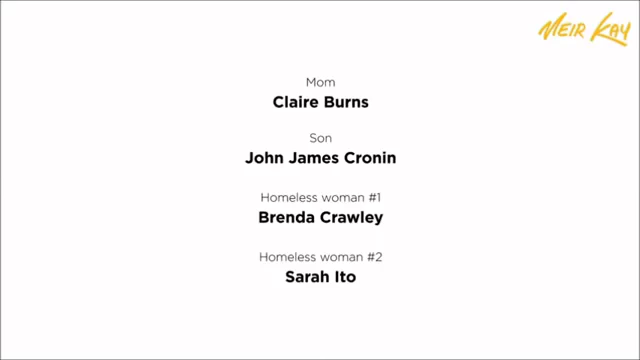 MEIR KAY
Mom
Claire Burns
Son
John James Cronin
Homeless woman #1
Brenda Crawley
Homeless woman #2
Sarah Ito